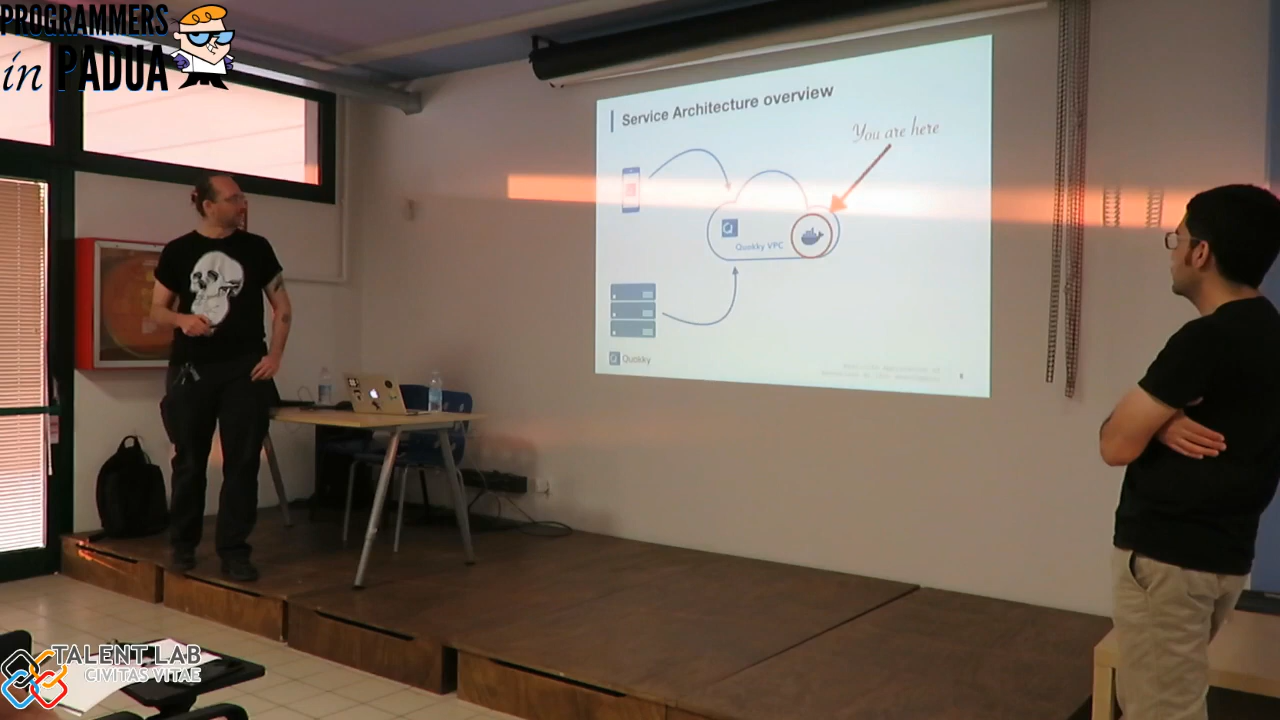 PROGRAMMERS
in PADUA
Service Architecture overview
You are here
Quokky VPC
Quokky
TALENT LAB
CIVITAS VITAE